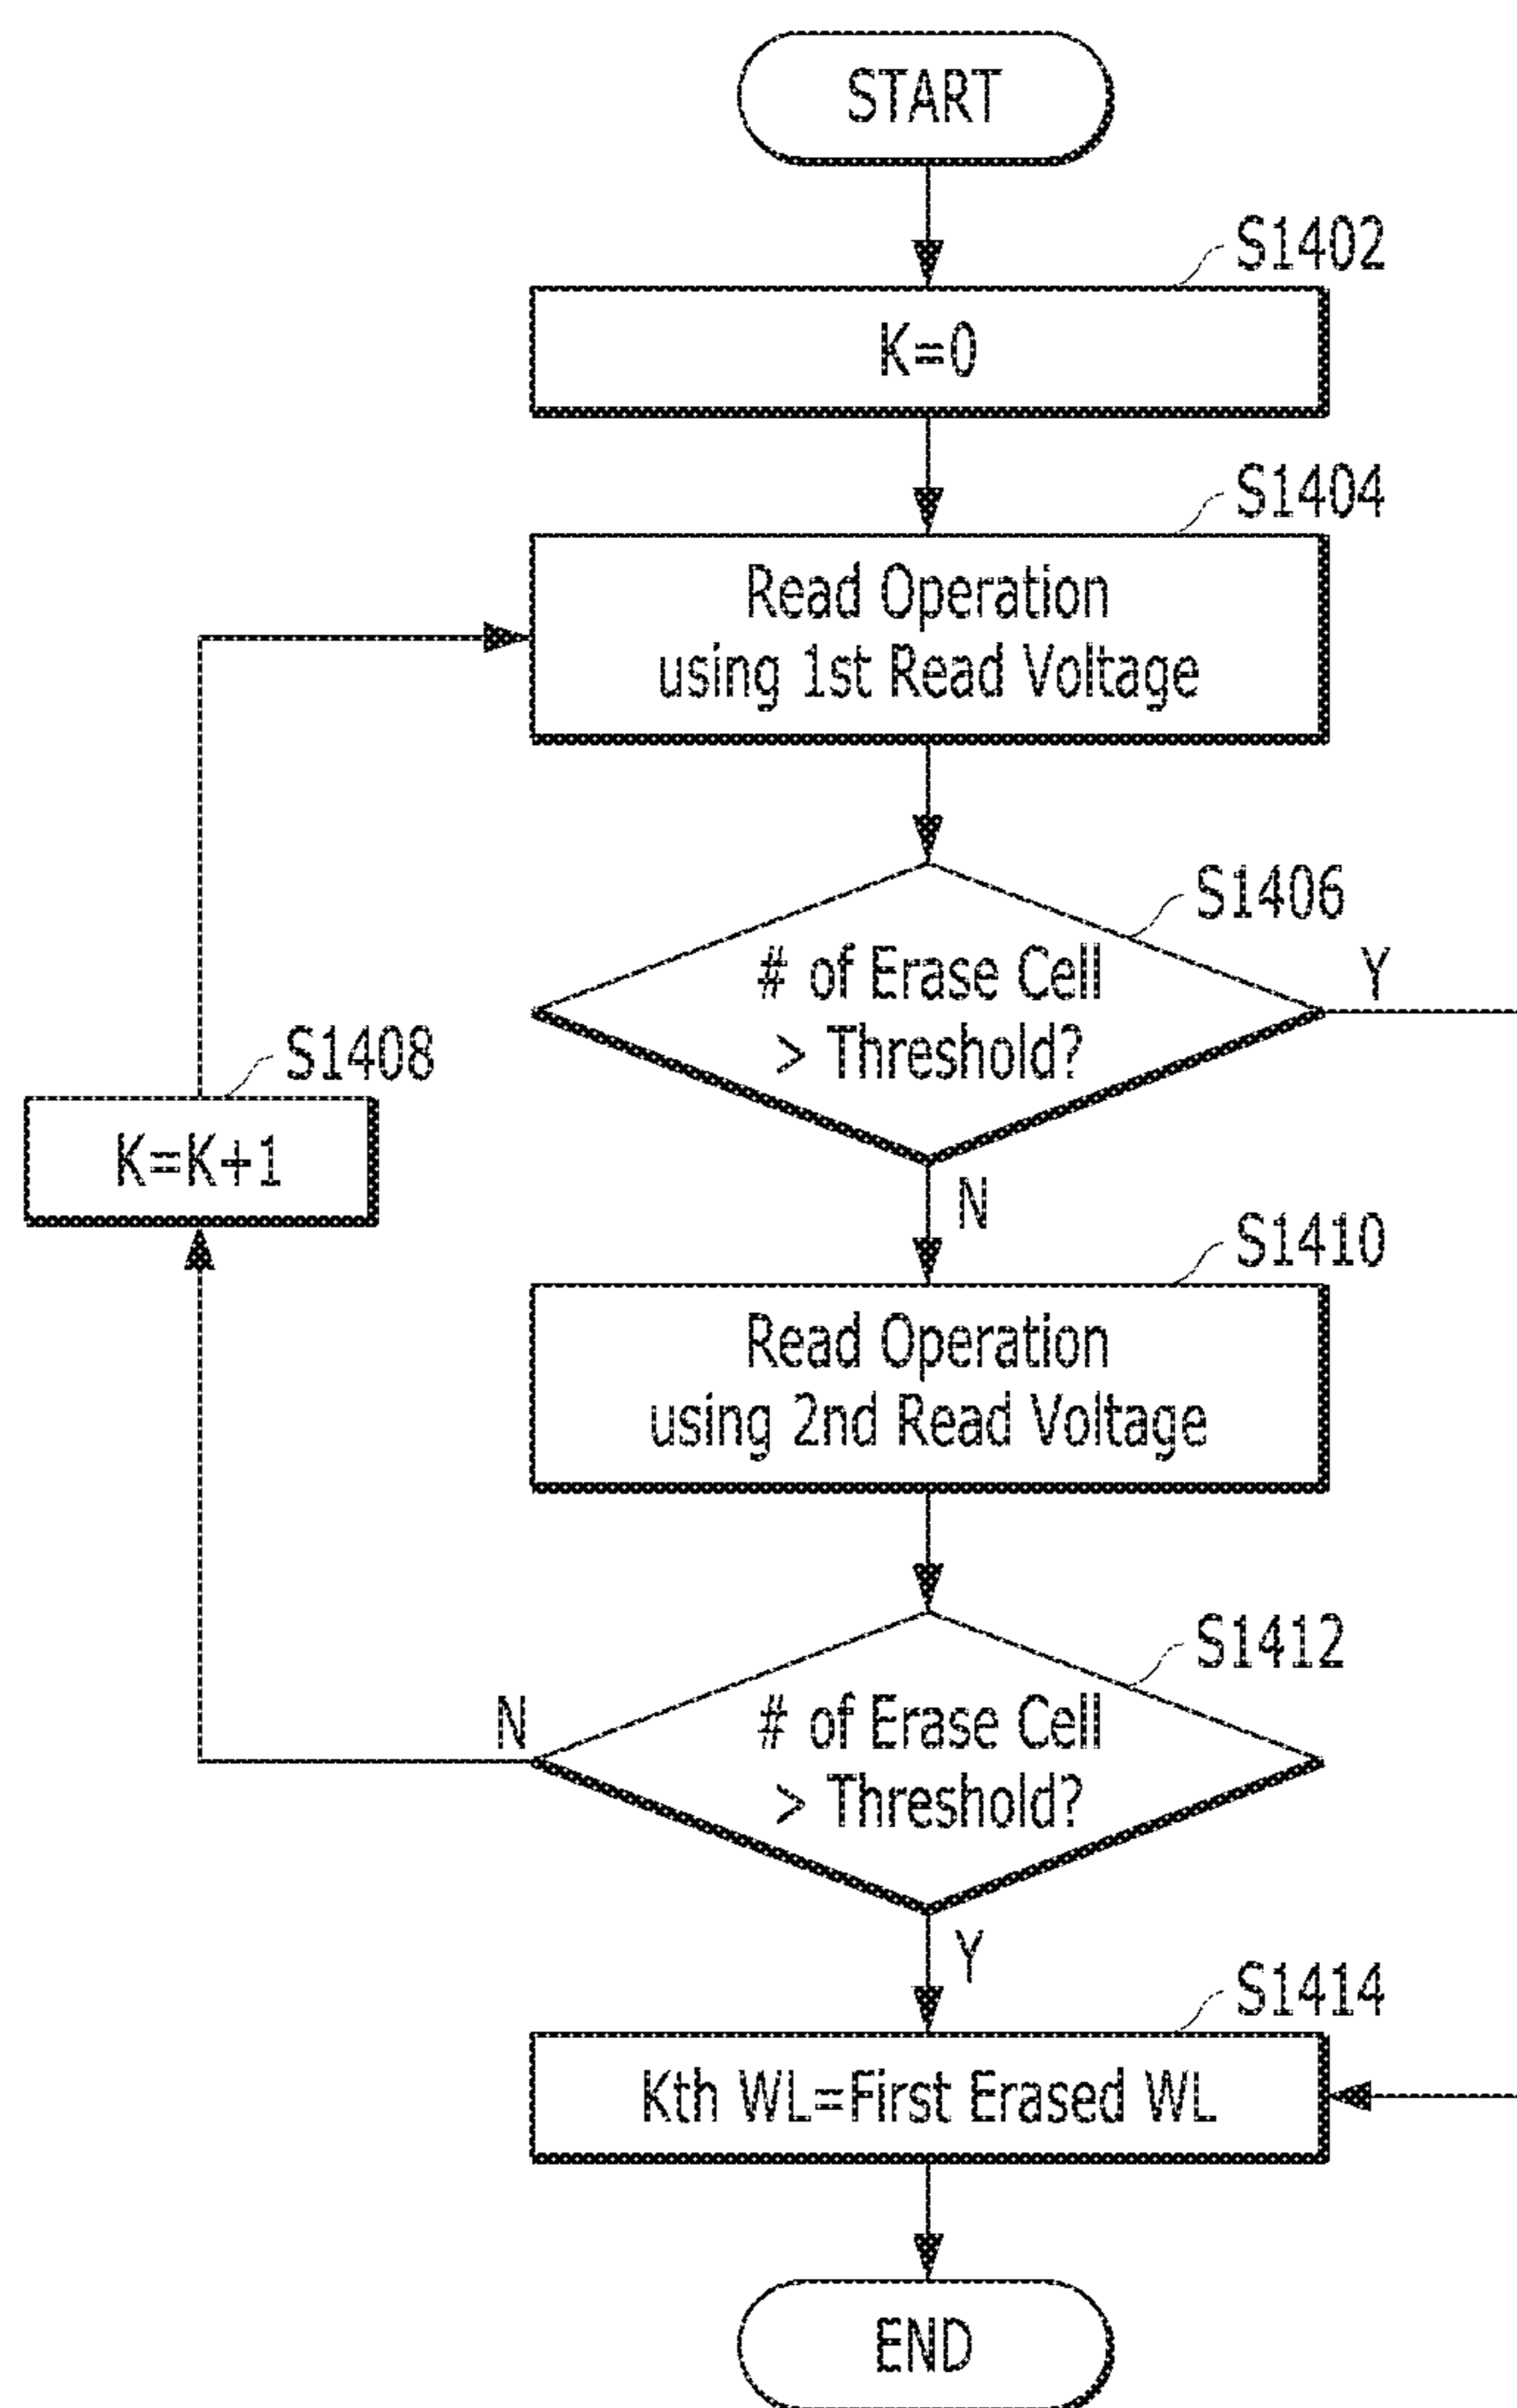 START
S1402
K=0
S1404
Read Operation
using 1st Read Voltage
S1406
# of Erase Cell
> Threshold?
Y
S1408
K=K+1
N
S1410
Read Operation
using 2nd Read Voltage
S1412
# of Erase Cell
> Threshold?
N
Y
S1414
Kth WL=First Erased WL
END